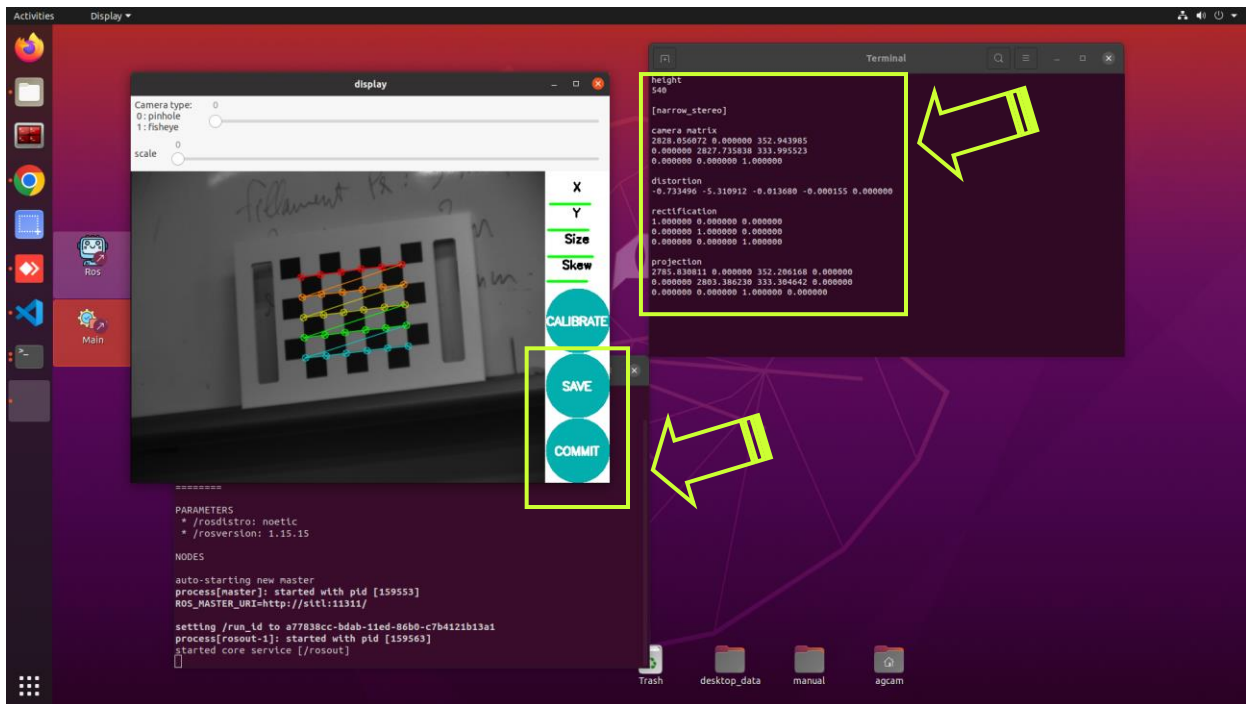 Activities
Display
display
Camera type:
0: pinhole
1: fisheye
0
scale
0
filament
X
Y
Size
Skew
CALIBRATE
SAVE
COMMIT
Terminal
height
540
[narrow_stereo]
camera matrix
2828.056072 0.000000 352.943985
0.000000 2827.735838 333.995523
0.000000 0.000000 1.000000
distortion
-0.733496 -5.310912 -0.013680 -0.000155 0.000000
rectification
1.000000 0.000000 0.000000
0.000000 1.000000 0.000000
0.000000 0.000000 1.000000
projection
2785.830811 0.000000 352.206168 0.000000
0.000000 2803.386230 333.304642 0.000000
0.000000 0.000000 1.000000 0.000000
Ros
Main
========
PARAMETERS
* /rosdistro: noetic
* /rosversion: 1.15.15
NODES
auto-starting new master
process[master]: started with pid [159553]
ROS_MASTER_URI=http://sitl:11311/
setting /run_id to a77838cc-bdab-11ed-86b0-c7b4121b13a1
process[rosout-1]: started with pid [159563]
started core service [/rosout]
Trash
desktop_data
manual
agcam